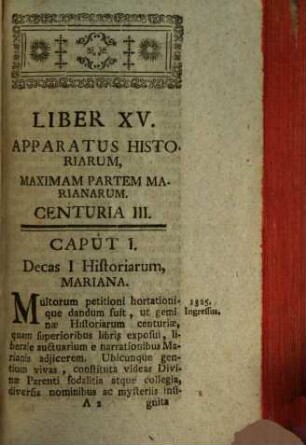 LIBER XV.
APPARATUS HISTO-
RIARUM,
MAXIMAM PARTEM MA-
RIANARUM.
CENTURIA III.
CAPUT I.
Decas I Historiarum,
MARIANA.
Multorum petitioni hortationi- 1825.
que dandum fuit, ut gemi Ingressus.
næ Historiarum centuriæ,
quam superioribus libris exposui, li-
berale auctuarium e narrationibus Ma-
rianis adjicerem. Ubicunque gen-
tium vivas, constituta videas Divi-
næ Parenti sodalitia atque collegia,
diversis nominibus ac mysteriis insi-
A 2 gnita